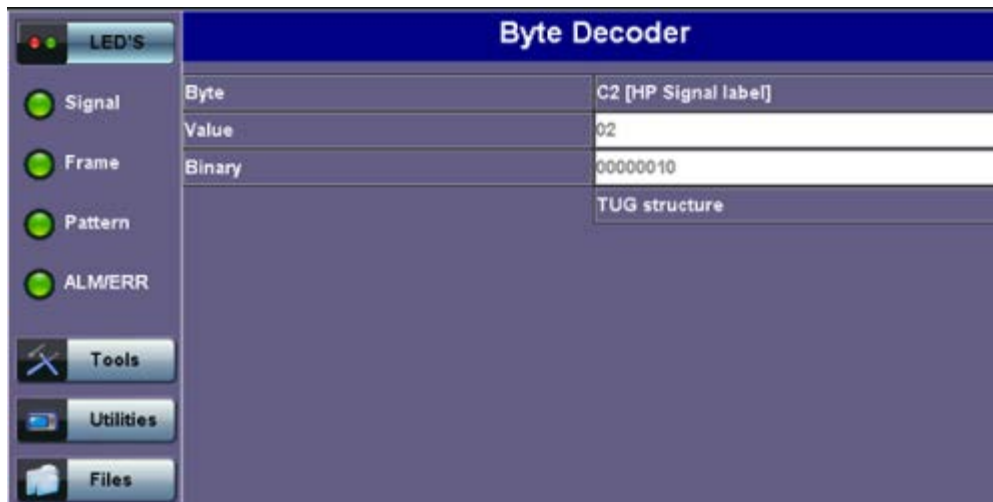 LED'S
Byte Decoder
Signal
Frame
Pattern
ALM/ERR
Tools
Utilities
Files
Byte C2 [HP Signal label]
Value 02
Binary 00000010
TUG structure